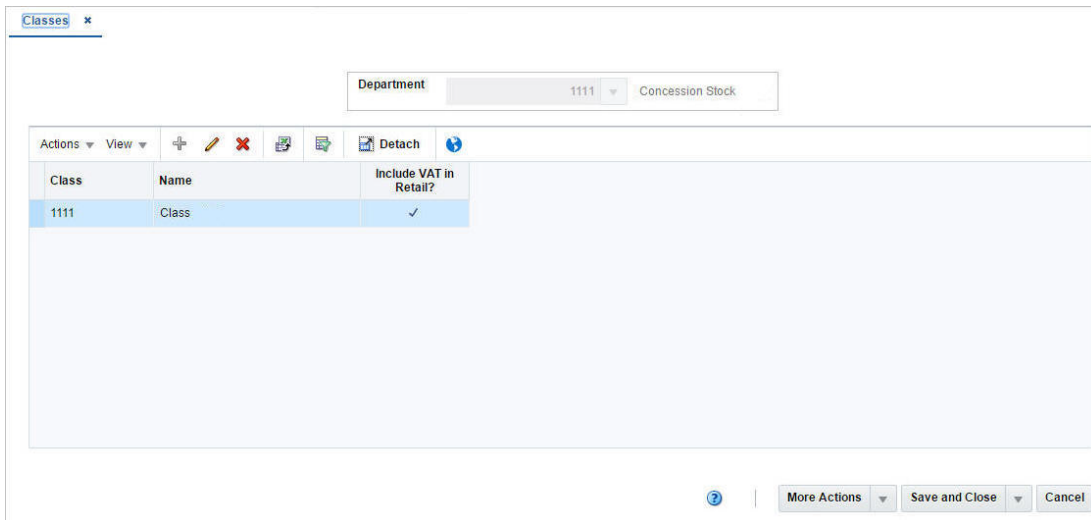 Classes
Department 1111 Concession Stock
Actions View Detach
Class Name Include VAT in
Retail?
1111 Class
More Actions Save and Close Cancel